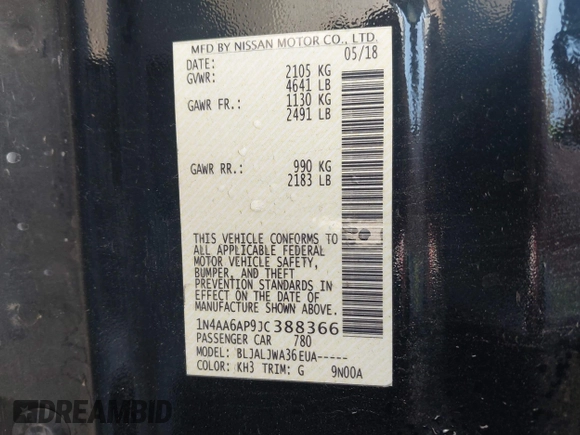 MFD BY NISSAN MOTOR CO., LTD.
DATE: 05/18
GVWR: 2105 KG
4641 LB
GAWR FR.: 1130 KG
2491 LB
GAWR RR.: 990 KG
2183 LB
THIS VEHICLE CONFORMS TO
ALL APPLICABLE FEDERAL
MOTOR VEHICLE SAFETY,
BUMPER, AND THEFT
PREVENTION STANDARDS IN
EFFECT ON THE DATE OF
MANUFACTURE SHOWN ABOVE.
1N4AA6AP9JC388366
PASSENGER CAR 780
MODEL: BLJALJWA36EUA-----
COLOR: KH3 TRIM: G 9N00A
DREAMBID